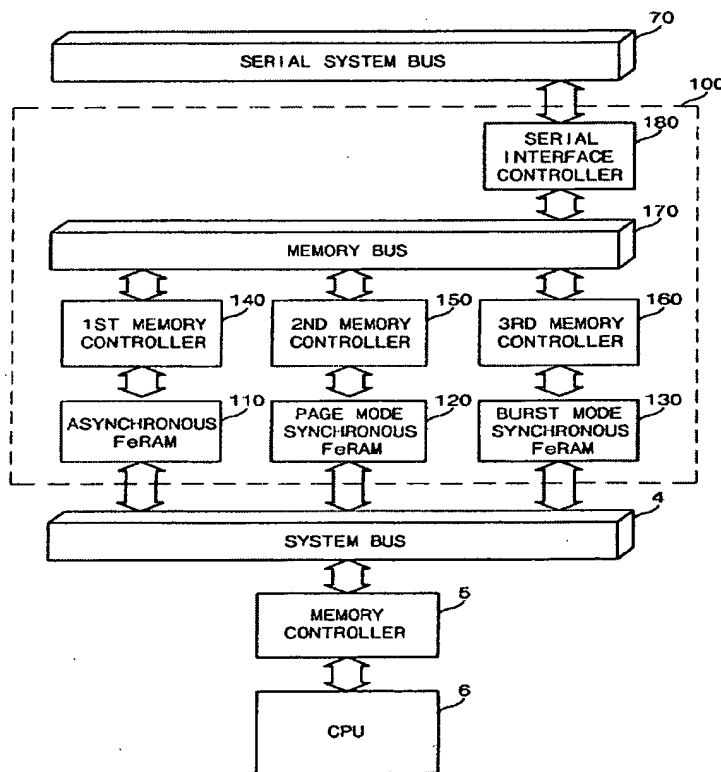 70
SERIAL SYSTEM BUS
100
180
SERIAL
INTERFACE
CONTROLLER
170
MEMORY BUS
140
1ST MEMORY
CONTROLLER
150
2ND MEMORY
CONTROLLER
160
3RD MEMORY
CONTROLLER
110
ASYNCHRONOUS
FeRAM
120
PAGE MODE
SYNCHRONOUS
FeRAM
130
BURST MODE
SYNCHRONOUS
FeRAM
4
SYSTEM BUS
5
MEMORY
CONTROLLER
6
CPU